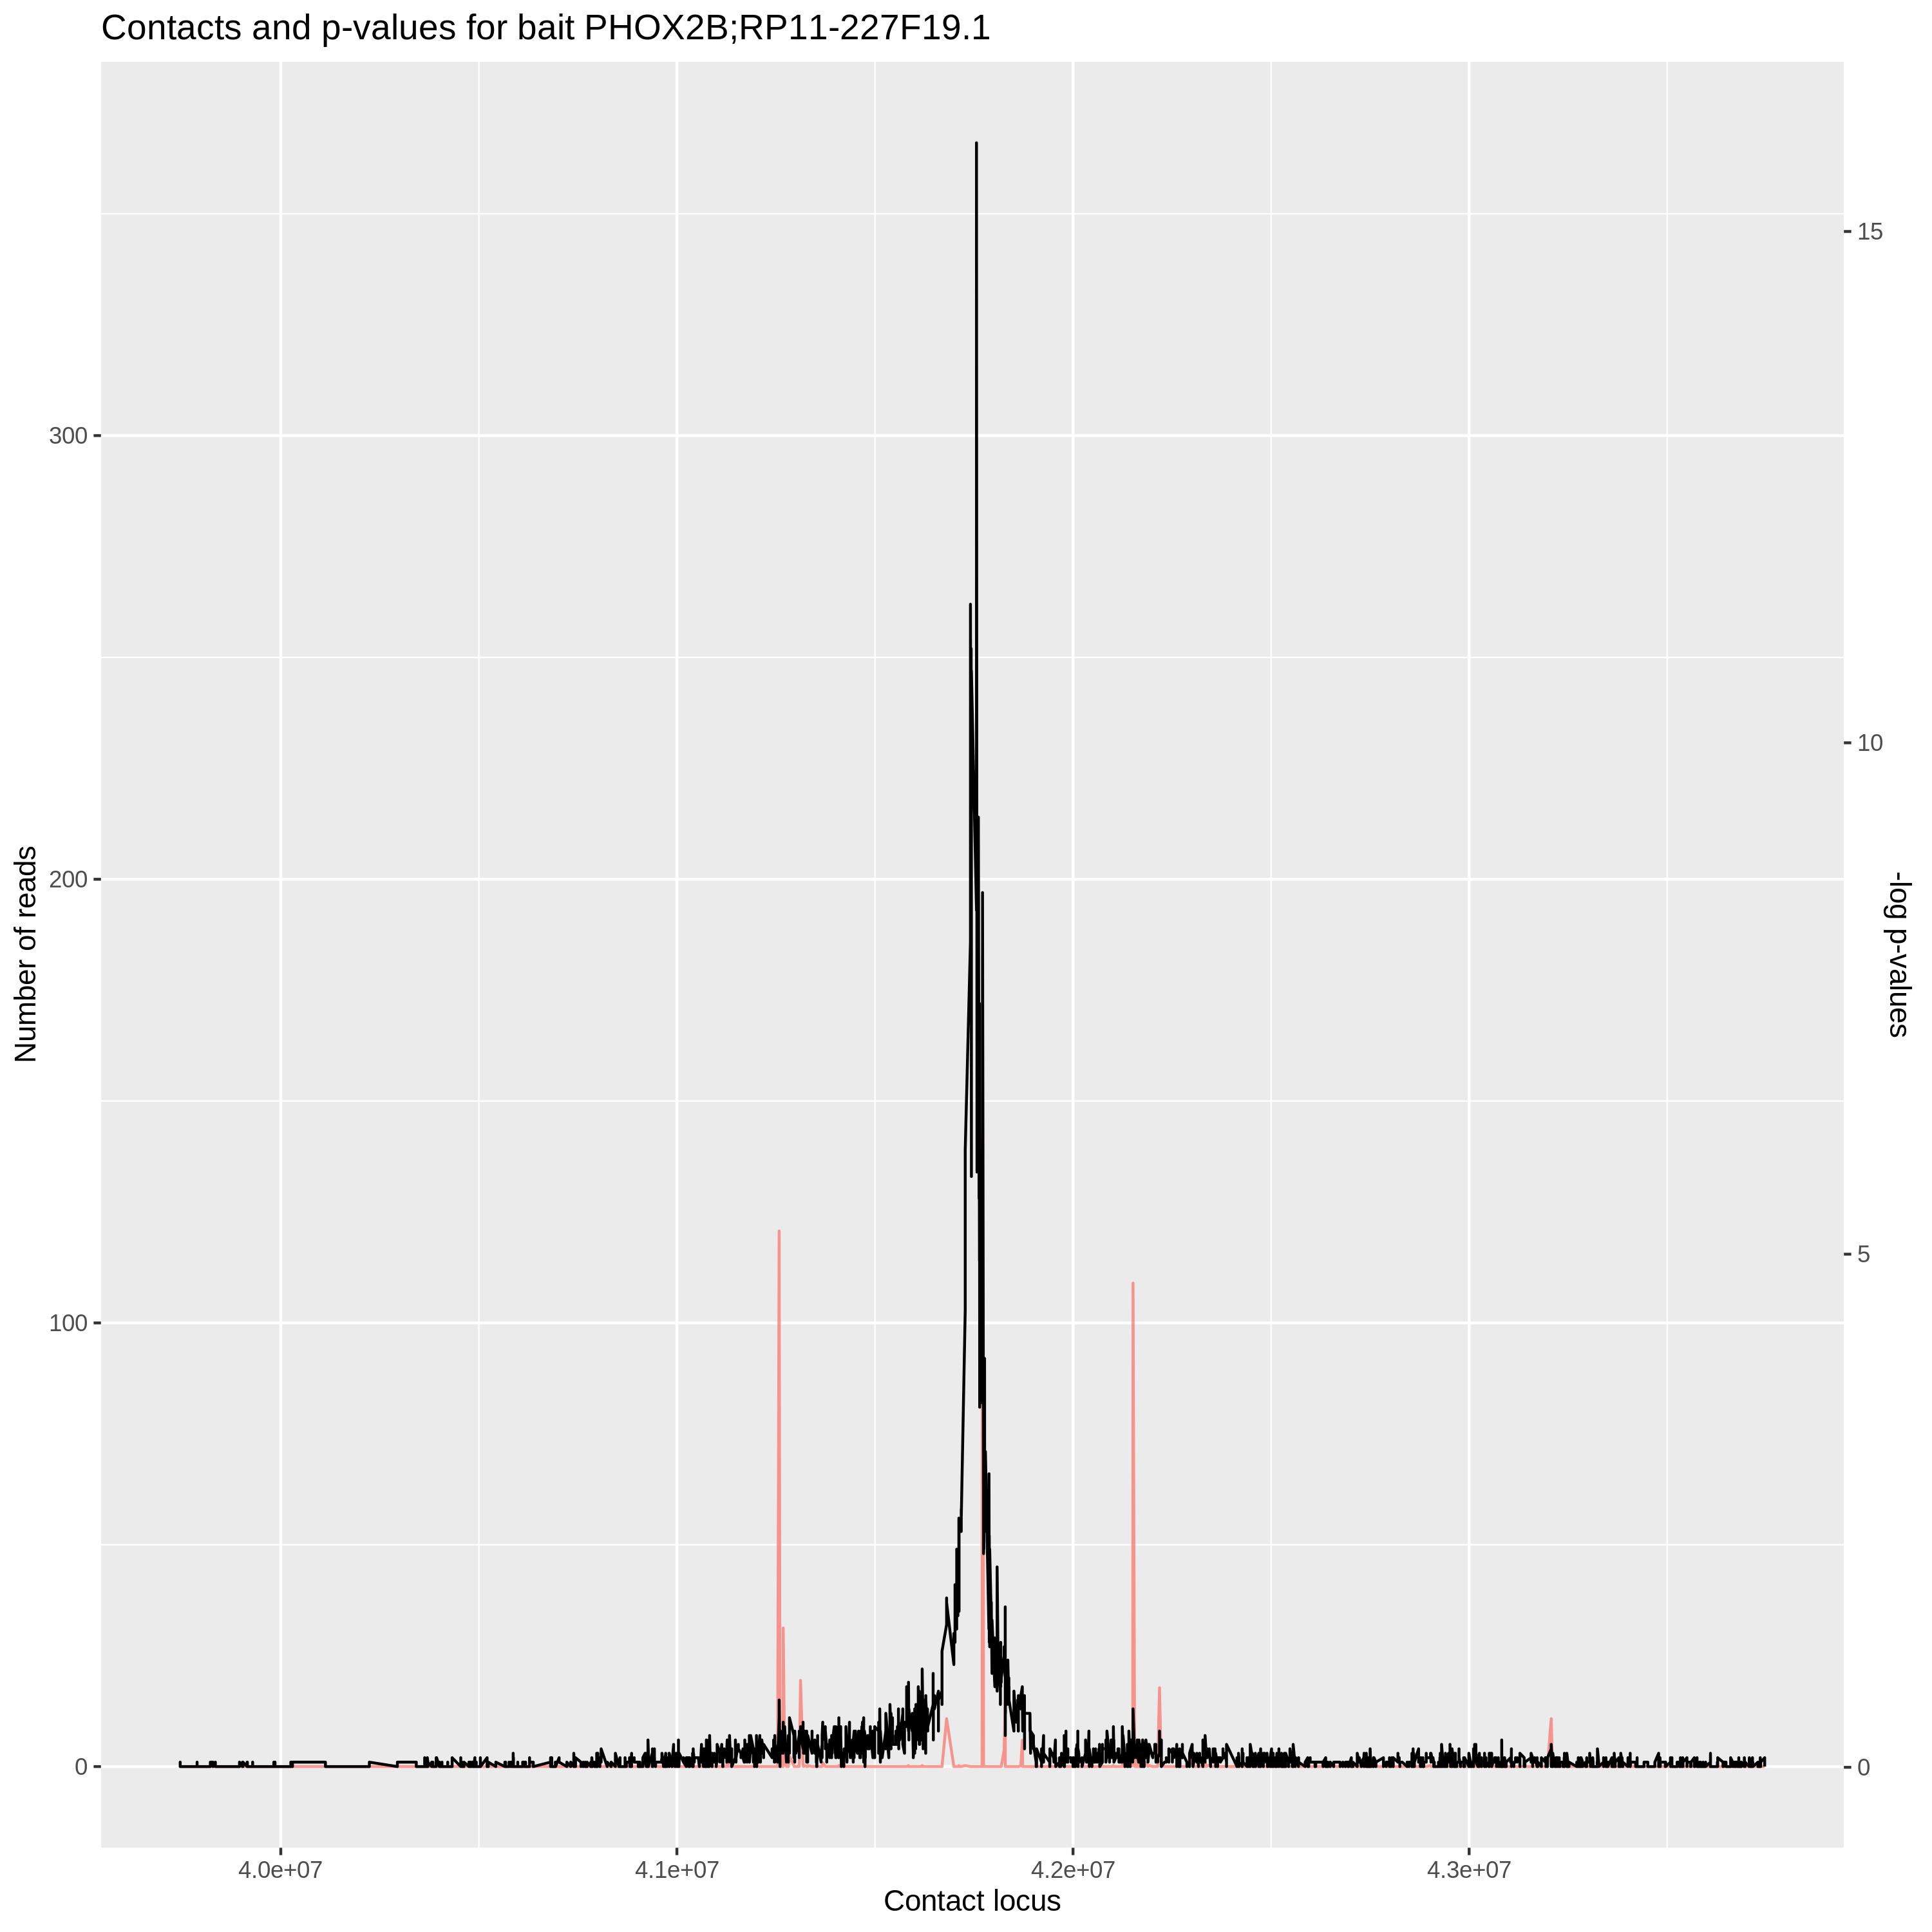 Contacts and p-values for bait PHOX2B;RP11-227F19.1
Number of reads
300
200
100
0
15
10
5
0
-log p-values
4.0e+07
4.1e+07
4.2e+07
4.3e+07
Contact locus